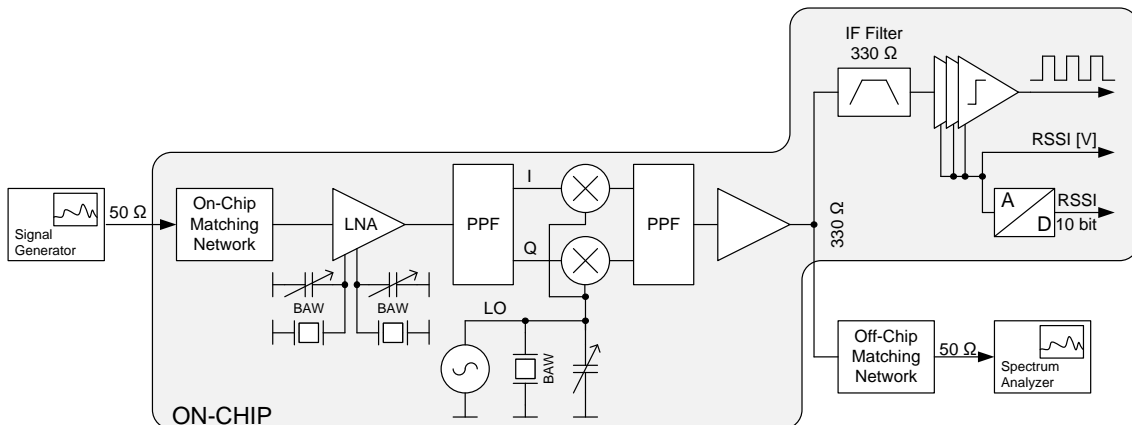 IF Filter
330 Ω
RSSI [V]
A
D
RSSI
10 bit
Signal
Generator
50 Ω
On-Chip
Matching
Network
LNA
PPF
I
Q
PPF
330 Ω
BAW
BAW
LO
BAW
Off-Chip
Matching
Network
50 Ω
Spectrum
Analyzer
ON-CHIP